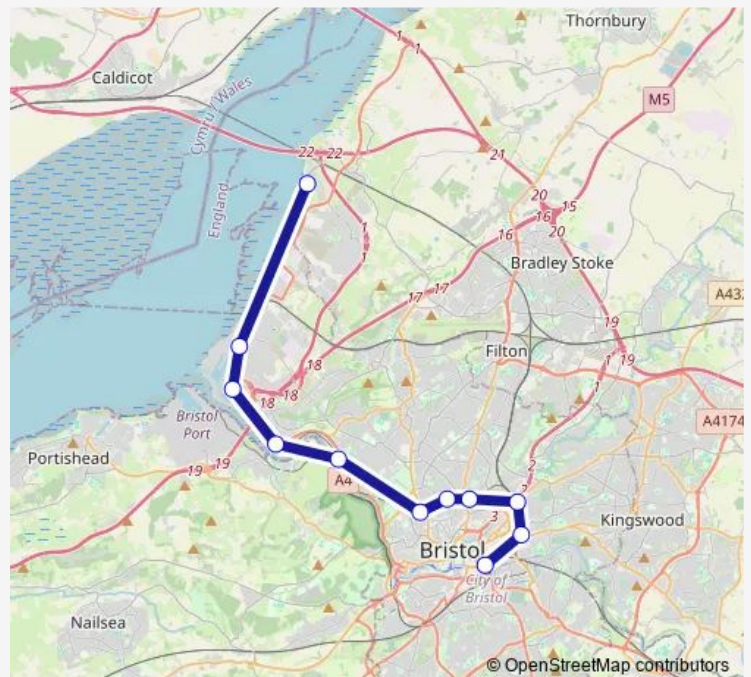 Thornbury
1
1
Caldicot
M5
Cymru / Wales
England
22
22
21
20
15
16
20
16
1
1
Bradley Stoke
17
17
A432
19
Filton
1
19
1
18
18
18
Bristol
Port
A4174
Portishead
19
19
A4
2
2
3
Kingswood
Bristol
City of
Bristol
Nailsea
© OpenStreetMap contributors